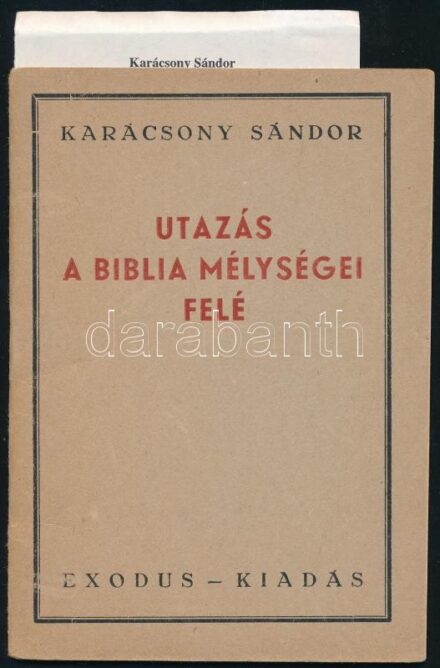 Karácsony Sándor
KARÁCSONY SÁNDOR
UTAZÁS
A BIBLIA MÉLYSÉGEI
FELÉ
darabanth
EXODUS – KIADÁS